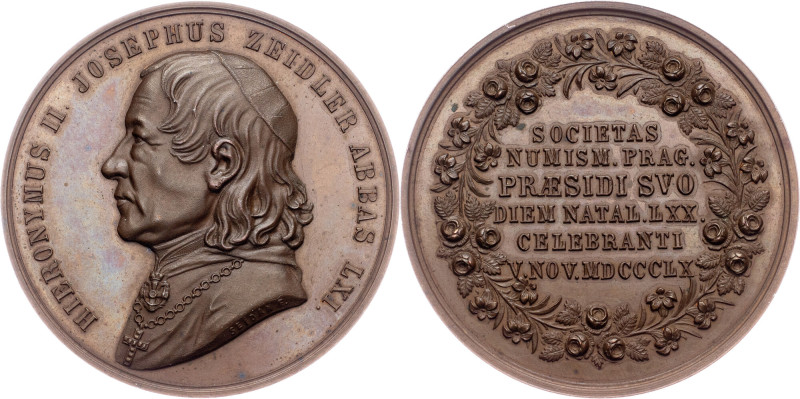 HIERONYMUS II. JOSEPHUS ZEIDLER ABBAS LXI.
SOCIETAS
NUMISM. PRAG.
PRÆSIDI SVO
DIEM NATAL. LXX.
CELEBRANTI
V. NOV. MDCCCLX.